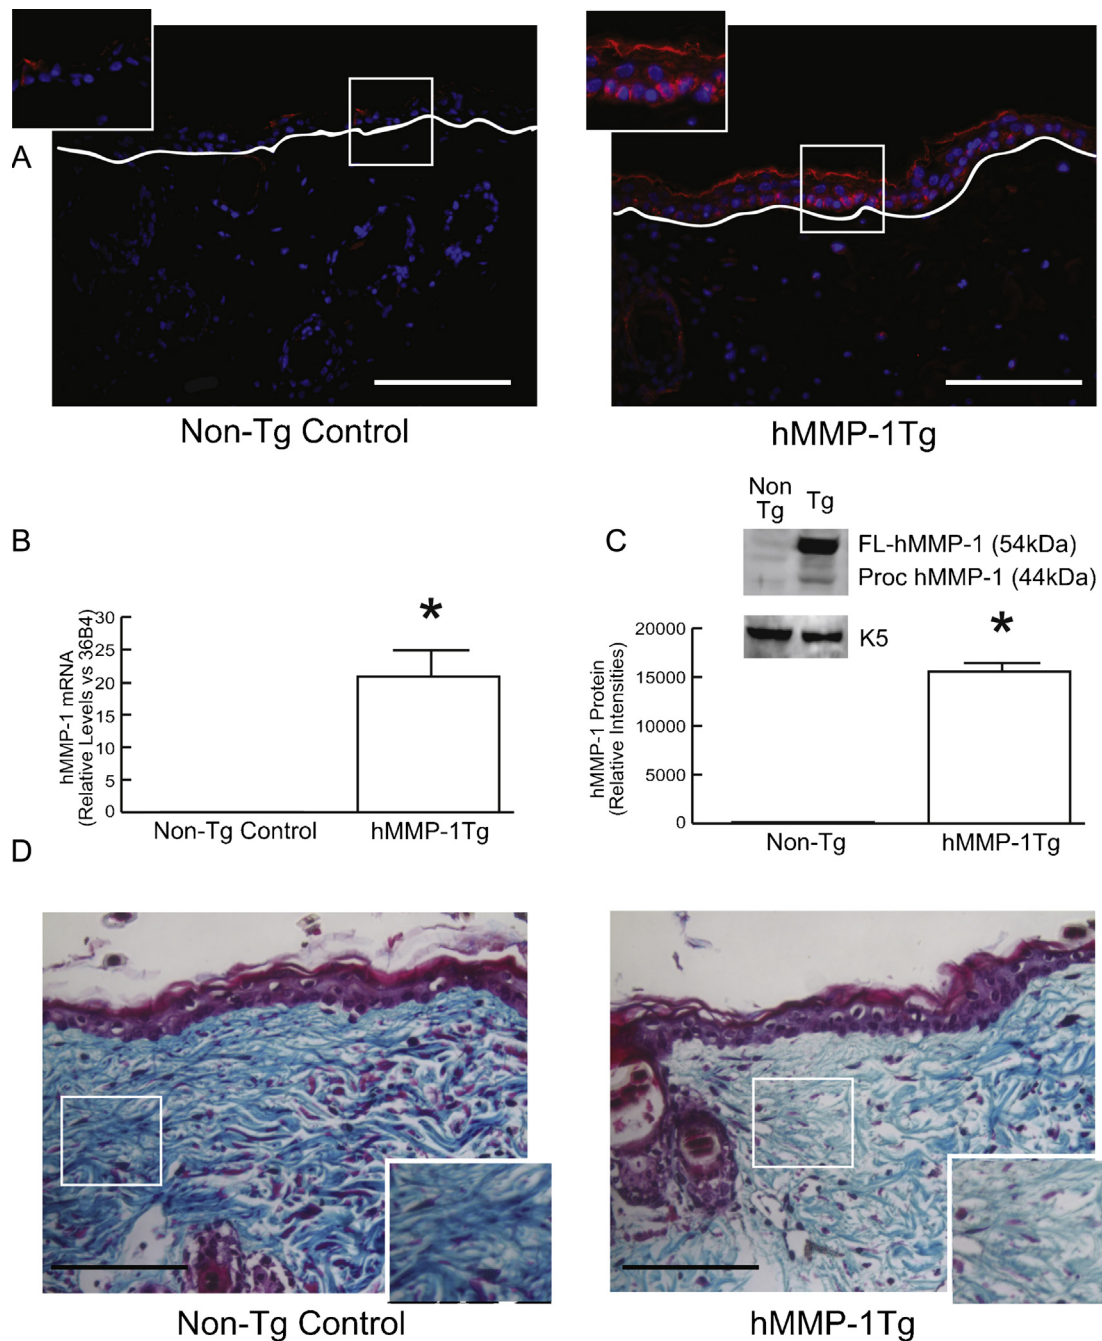 A
Non-Tg Control
hMMP-1Tg
B
hMMP-1 mRNA
(Relative Levels vs 36B4)
30
25
20
15
10
5
0
*
Non-Tg Control
hMMP-1Tg
C
Non
Tg
Tg
FL-hMMP-1 (54kDa)
Proc hMMP-1 (44kDa)
K5
hMMP-1 Protein
(Relative Intensities)
20000
15000
10000
5000
0
*
Non-Tg
hMMP-1Tg
D
Non-Tg Control
hMMP-1Tg